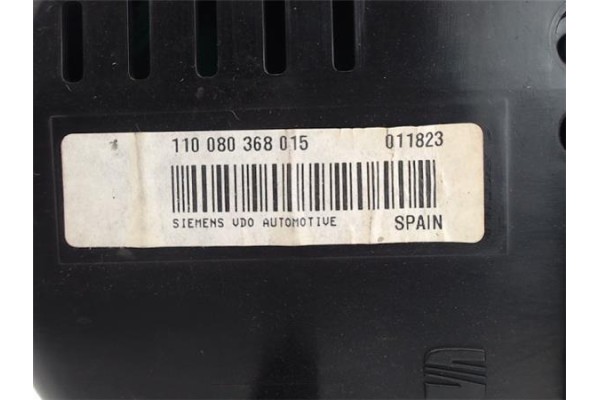 110 080 368 015 011823
SIEMENS VDO AUTOMOTIVE SPAIN